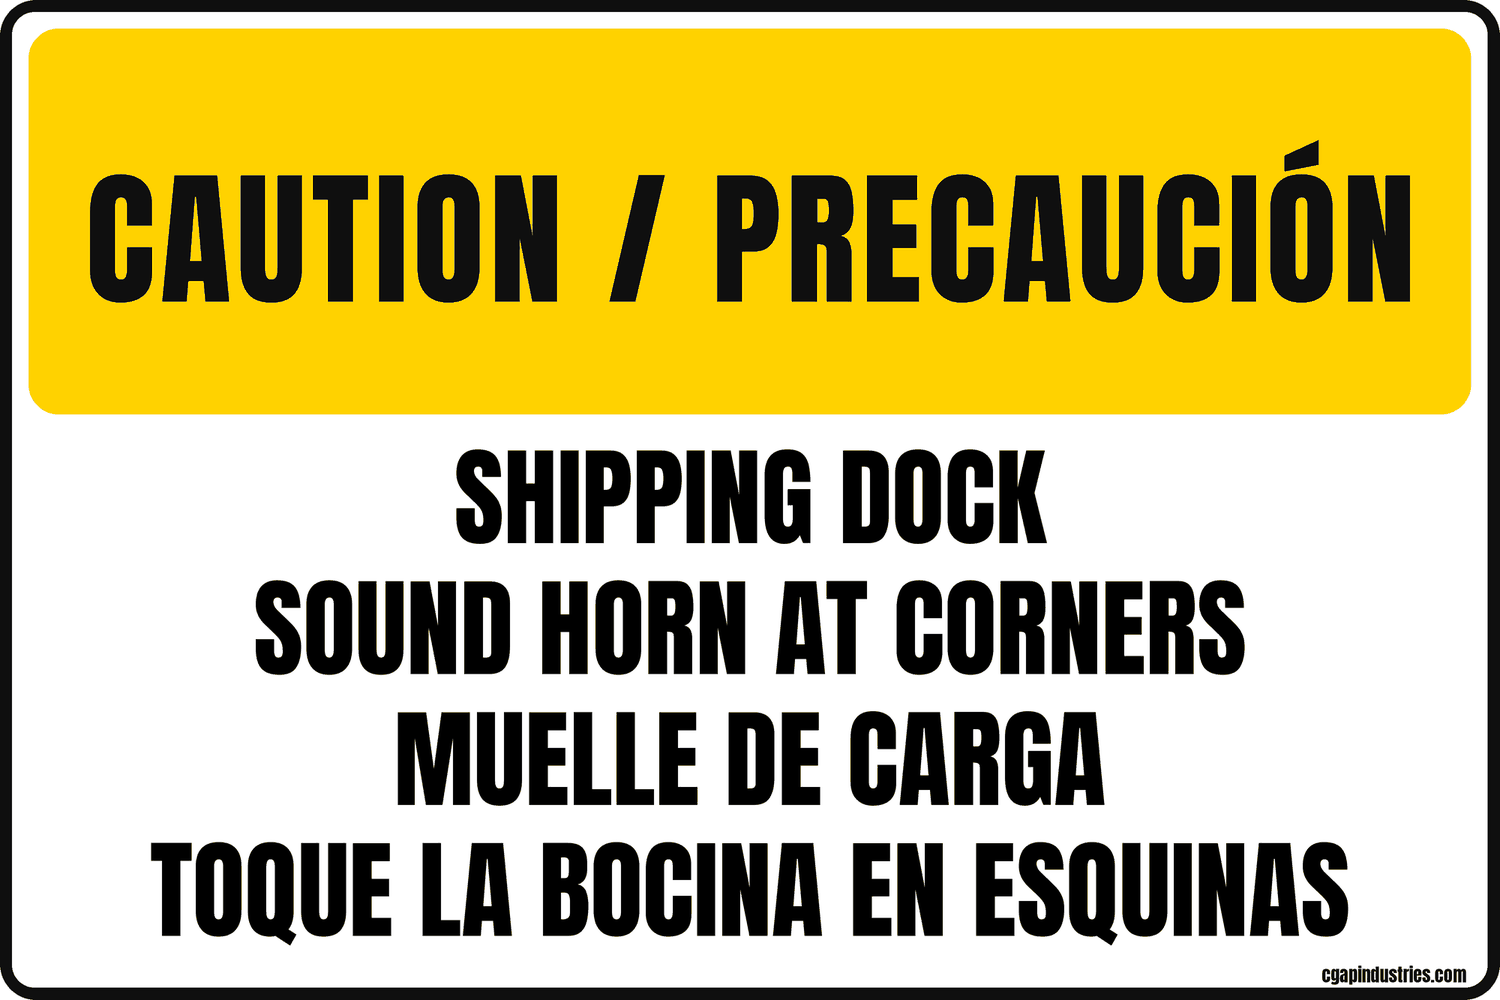 CAUTION / PRECAUCIÓN
SHIPPING DOCK
SOUND HORN AT CORNERS
MUELLE DE CARGA
TOQUE LA BOCINA EN ESQUINAS
cgapindustries.com